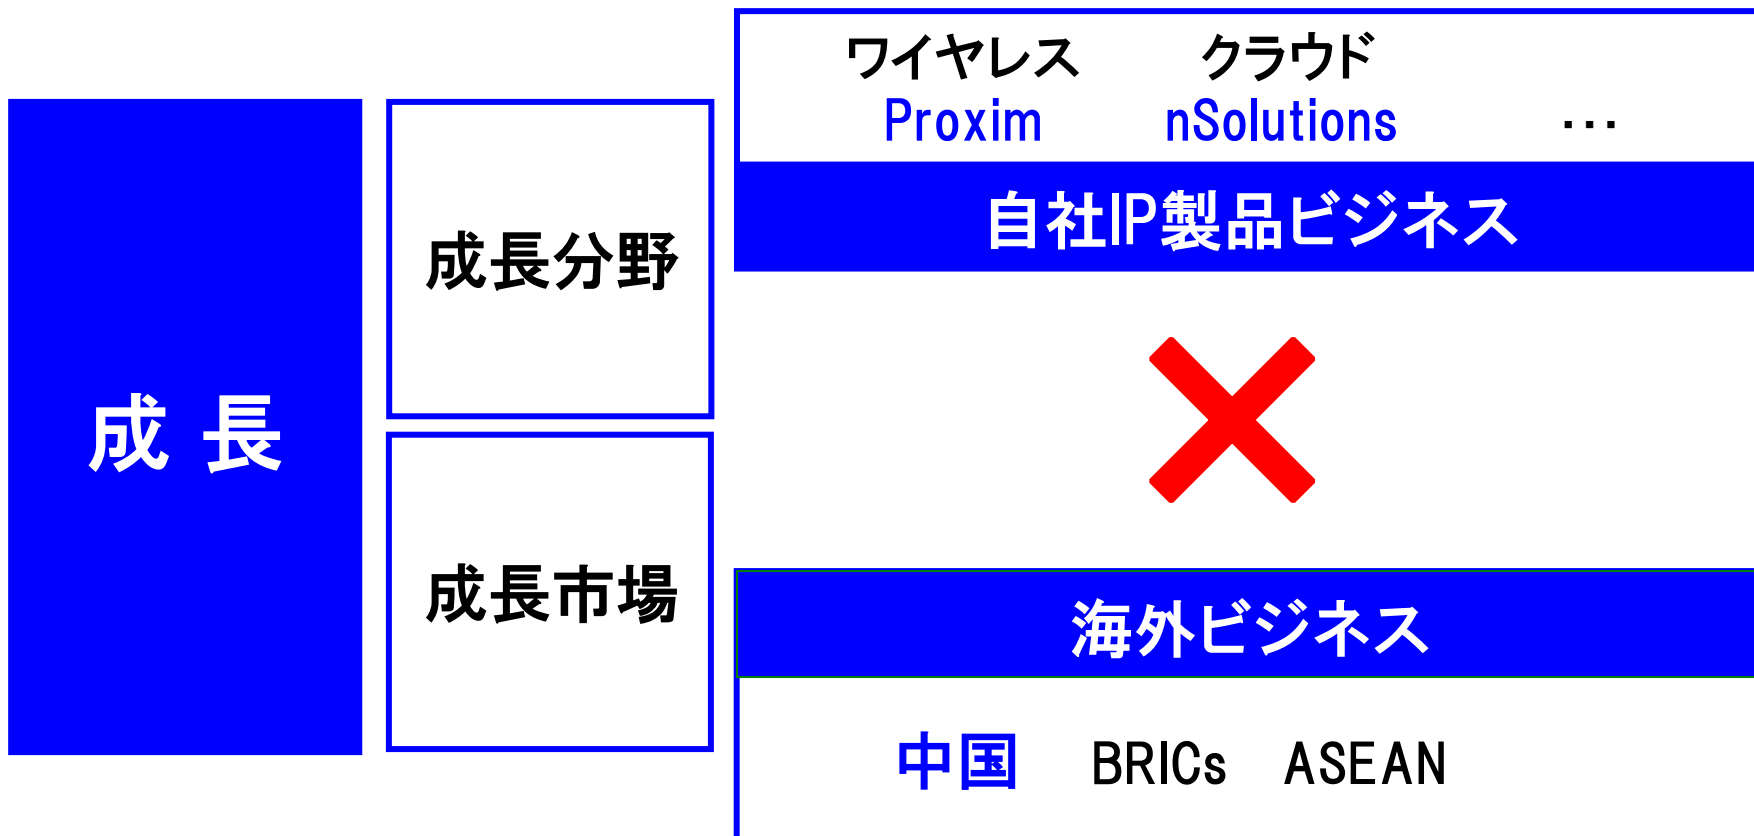 成 長
成長分野
成長市場
ワイヤレス クラウド
Proxim nSolutions …
自社IP製品ビジネス
海外ビジネス
中国 BRICs ASEAN